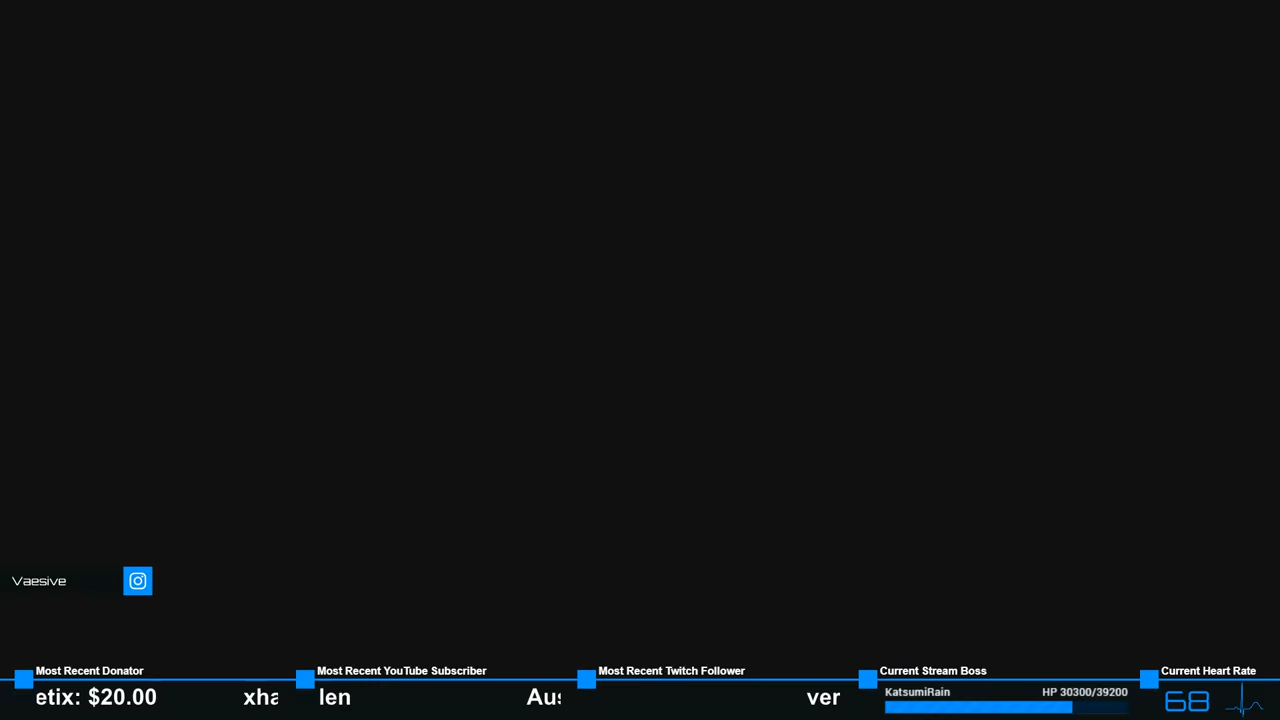 Vaesive
Most Recent Donator
etix: $20.00 xha
Most Recent YouTube Subscriber
len Aus
Most Recent Twitch Follower
ver
Current Stream Boss
KatsumiRain HP 30300/39200
Current Heart Rate
68